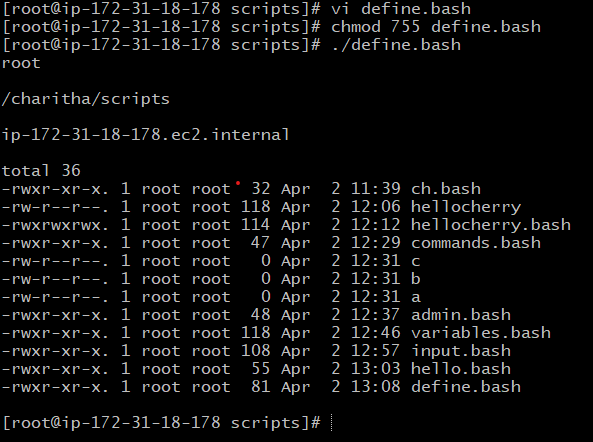 [root@ip-172-31-18-178 scripts]# vi define.bash
[root@ip-172-31-18-178 scripts]# chmod 755 define.bash
[root@ip-172-31-18-178 scripts]# ./define.bash
root
/charitha/scripts
ip-172-31-18-178.ec2.internal
total 36
-rwxr-xr-x. 1 root root  32 Apr  2 11:39 ch.bash
-rw-r--r--. 1 root root 118 Apr  2 12:06 hellocherry
-rwxrwxrwx. 1 root root 114 Apr  2 12:12 hellocherry.bash
-rwxr-xr-x. 1 root root  47 Apr  2 12:29 commands.bash
-rw-r--r--. 1 root root   0 Apr  2 12:31 c
-rw-r--r--. 1 root root   0 Apr  2 12:31 b
-rw-r--r--. 1 root root   0 Apr  2 12:31 a
-rwxr-xr-x. 1 root root  48 Apr  2 12:37 admin.bash
-rwxr-xr-x. 1 root root 118 Apr  2 12:46 variables.bash
-rwxr-xr-x. 1 root root 108 Apr  2 12:57 input.bash
-rwxr-xr-x. 1 root root  55 Apr  2 13:03 hello.bash
-rwxr-xr-x. 1 root root  81 Apr  2 13:08 define.bash
[root@ip-172-31-18-178 scripts]#